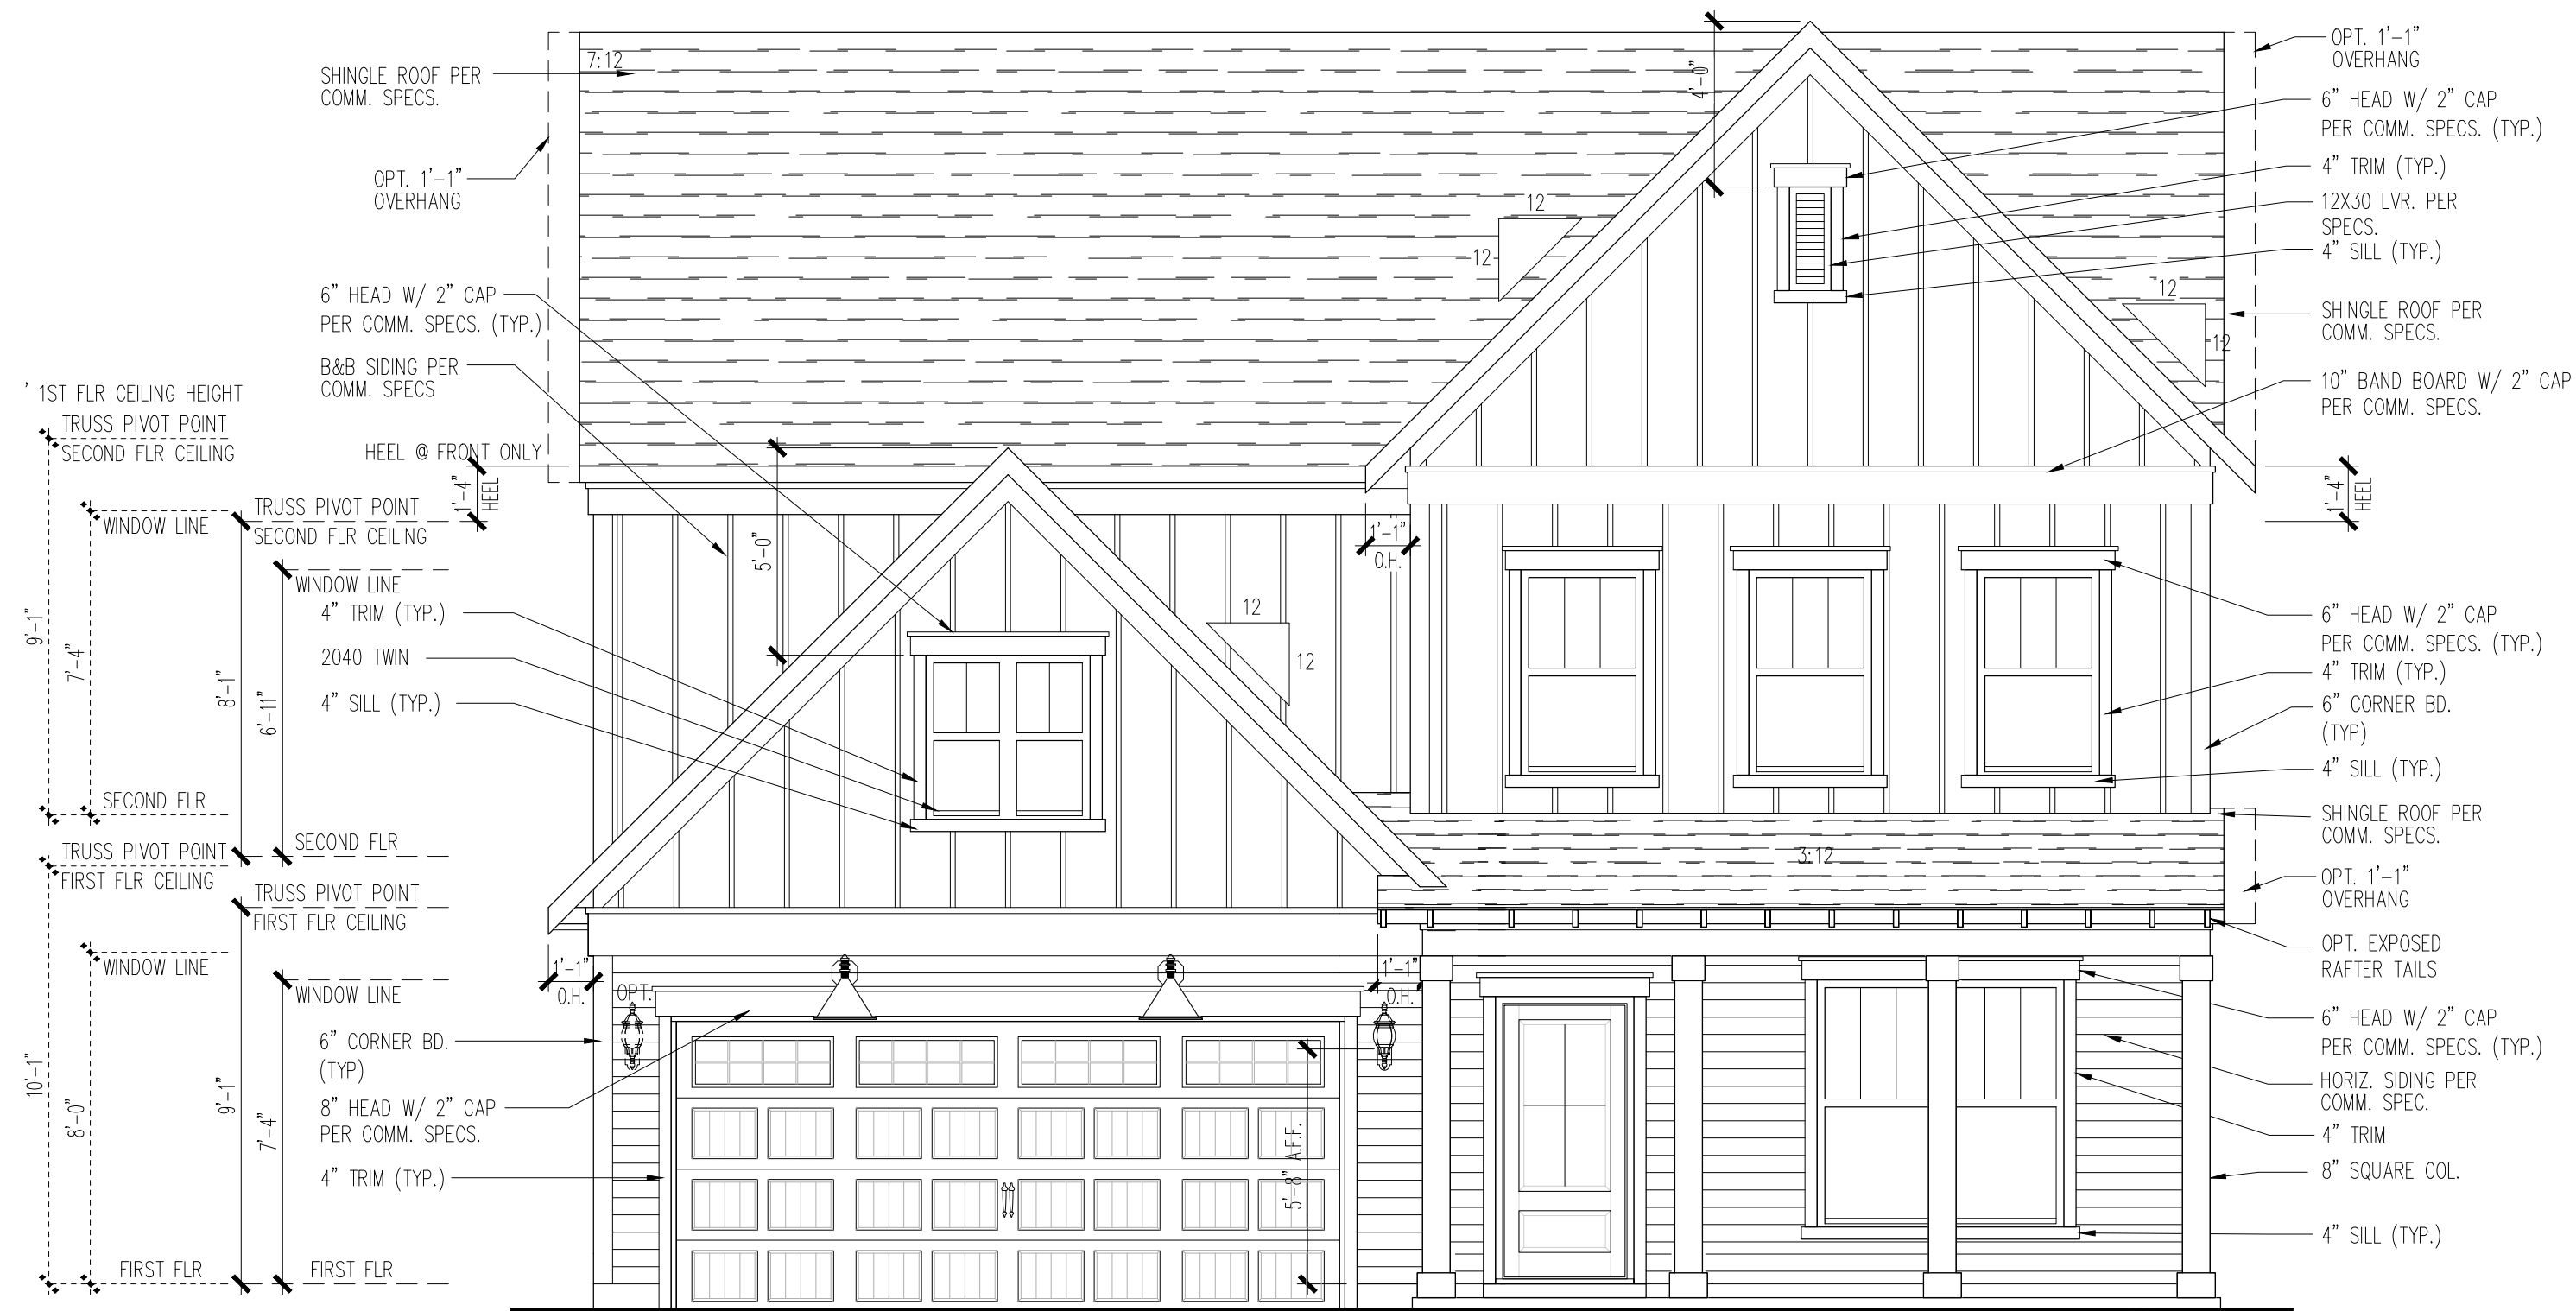 SHINGLE ROOF PER
COMM. SPECS.
7:12
OPT. 1'-1"
OVERHANG
6" HEAD W/ 2" CAP
PER COMM. SPECS. (TYP.)
B&B SIDING PER
COMM. SPECS
HEEL @ FRONT ONLY
1'-4"
HEEL
' 1ST FLR CEILING HEIGHT
TRUSS PIVOT POINT
SECOND FLR CEILING
WINDOW LINE
9'-1"
7'-4"
SECOND FLR
TRUSS PIVOT POINT
SECOND FLR CEILING
WINDOW LINE
8'-1"
6'-11"
SECOND FLR
4" TRIM (TYP.)
2040 TWIN
4" SILL (TYP.)
TRUSS PIVOT POINT
FIRST FLR CEILING
WINDOW LINE
10'-1"
8'-0"
FIRST FLR
TRUSS PIVOT POINT
FIRST FLR CEILING
WINDOW LINE
9'-1"
7'-4"
FIRST FLR
6" CORNER BD.
(TYP)
8" HEAD W/ 2" CAP
PER COMM. SPECS.
4" TRIM (TYP.)
4'-0"
12
12
12
12
5'-0"
12
12
1'-1"
O.H.
3:12
1'-1"
O.H.
OPT.
1'-1"
O.H.
5'-8" A.F.F.
OPT. 1'-1"
OVERHANG
6" HEAD W/ 2" CAP
PER COMM. SPECS. (TYP.)
4" TRIM (TYP.)
12X30 LVR. PER
SPECS.
4" SILL (TYP.)
SHINGLE ROOF PER
COMM. SPECS.
10" BAND BOARD W/ 2" CAP
PER COMM. SPECS.
1'-4"
HEEL
6" HEAD W/ 2" CAP
PER COMM. SPECS. (TYP.)
4" TRIM (TYP.)
6" CORNER BD.
(TYP)
4" SILL (TYP.)
SHINGLE ROOF PER
COMM. SPECS.
OPT. 1'-1"
OVERHANG
OPT. EXPOSED
RAFTER TAILS
6" HEAD W/ 2" CAP
PER COMM. SPECS. (TYP.)
HORIZ. SIDING PER
COMM. SPEC.
4" TRIM
8" SQUARE COL.
4" SILL (TYP.)